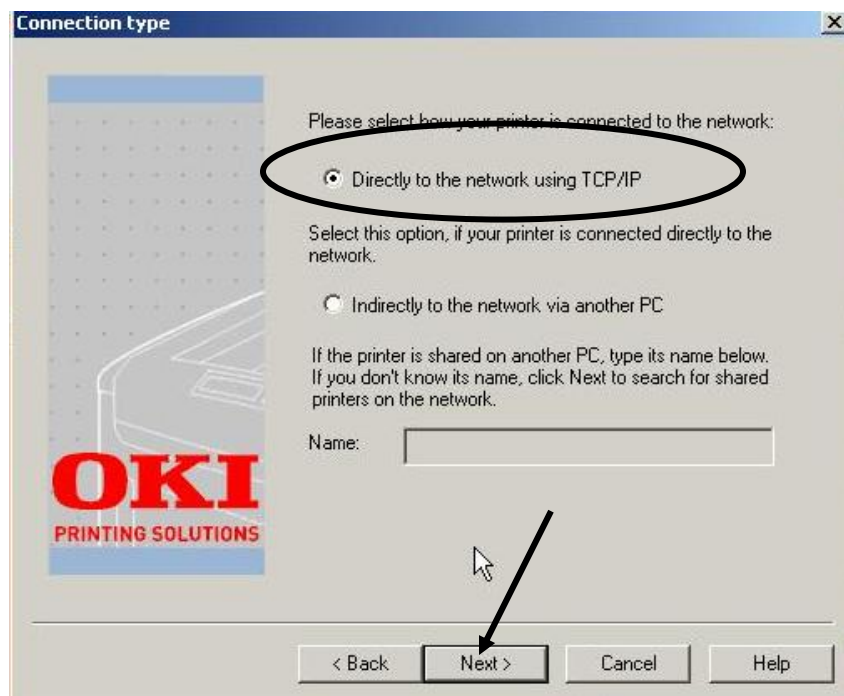 Connection type
Please select how your printer is connected to the network:
Directly to the network using TCP/IP
Select this option, if your printer is connected directly to the
network.
Indirectly to the network via another PC
If the printer is shared on another PC, type its name below.
If you don't know its name, click Next to search for shared
printers on the network.
Name:
OKI
PRINTING SOLUTIONS
< Back
Next >
Cancel
Help